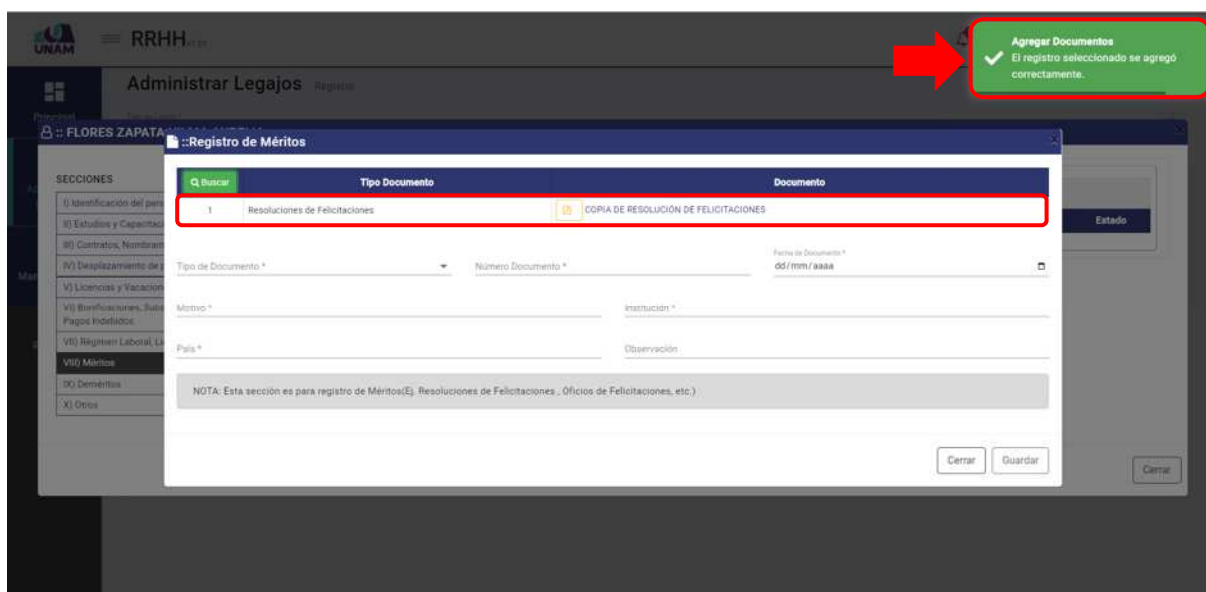 UNAM
RRHH
Administrar Legajos Registro
Agregar Documentos
El registro seleccionado se agregó
correctamente.
Principal
:: FLORES ZAPATA
::Registro de Méritos
SECCIONES
I) Identificación del pers
II) Estudios y Capacitac
III) Contratos, Nombram
IV) Desplazamiento de p
V) Licencias y Vacacion
VI) Bonificaciones, Subs
Pagos Indebidos
VII) Régimen Laboral, Li
VIII) Méritos
IX) Deméritos
X) Otros
Buscar Tipo Documento Documento
1 Resoluciones de Felicitaciones COPIA DE RESOLUCIÓN DE FELICITACIONES
Estado
Tipo de Documento * Número Documento * Fecha de Documento *
dd/mm/aaaa
Motivo * Institución *
País * Observación
NOTA: Esta sección es para registro de Méritos(Ej. Resoluciones de Felicitaciones , Oficios de Felicitaciones, etc.)
Cerrar Guardar
Cerrar